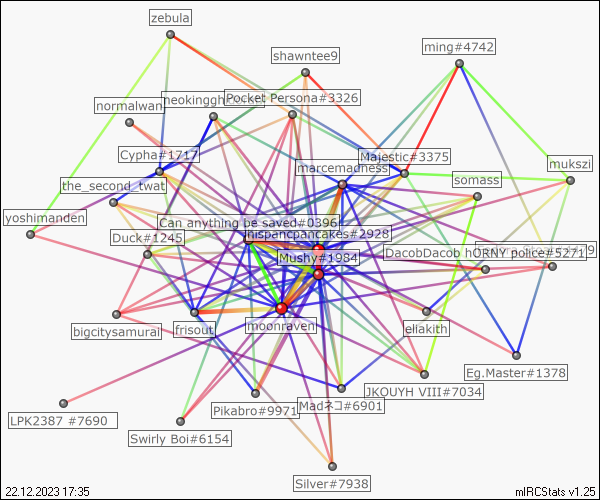 zebula
ming#4742
shawntee9
Pocket Persona#3326
normalwan
Cypha#1717
Majestic#3375
marcemadness
mukszi
the_second_twat
somass
yoshimanden
Can anything be saved#0396
hispancpancakes#2928
Duck#1245
Mushy#1984
DacobDacob
hORNY police#5271
bigcitysamurai
frisout
moonraven
eliakith
Eg.Master#1378
JKOUYH VIII#7034
Madネコ#6901
Pikabro#9971
LPK2387 #7690
Swirly Boi#6154
Silver#7938
22.12.2023 17:35
mIRCStats v1.25